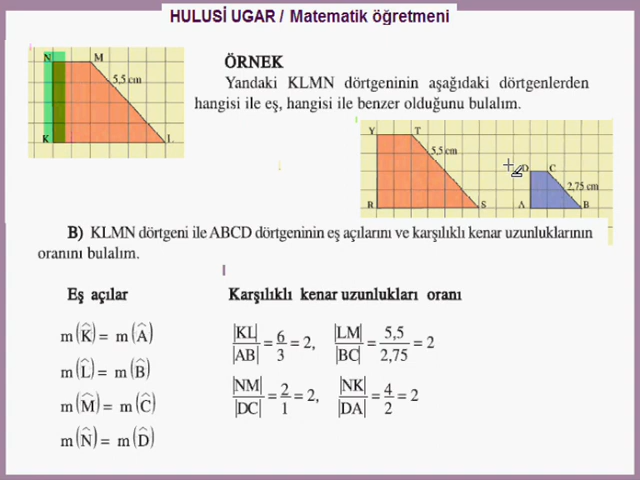 HULUSİ UGAR / Matematik öğretmeni
N M
5,5 cm
K L
ÖRNEK
Yandaki KLMN dörtgeninin aşağıdaki dörtgenlerden
hangisi ile eş, hangisi ile benzer olduğunu bulalım.
Y T
5,5 cm
R S
D C
2,75 cm
A B
B) KLMN dörtgeni ile ABCD dörtgeninin eş açılarını ve karşılıklı kenar uzunluklarının
oranını bulalım.
Eş açılar
m(K̂) = m(Â)
m(L̂) = m(B̂)
m(M̂) = m(Ĉ)
m(N̂) = m(D̂)
Karşılıklı kenar uzunlukları oranı
|KL|/|AB| = 6/3 = 2, |LM|/|BC| = 5,5/2,75 = 2
|NM|/|DC| = 2/1 = 2, |NK|/|DA| = 4/2 = 2